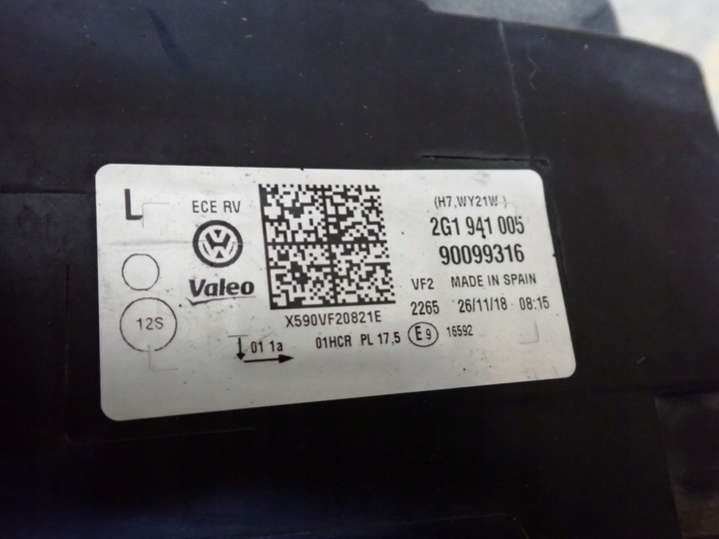 L
ECE RV
(H7,WY21W )
2G1 941 005
90099316
Valeo
12S
VF2 MADE IN SPAIN
X590VF20821E
2265 26/11/18 - 08:15
01 1a
01HCR PL 17,5 E9 16592